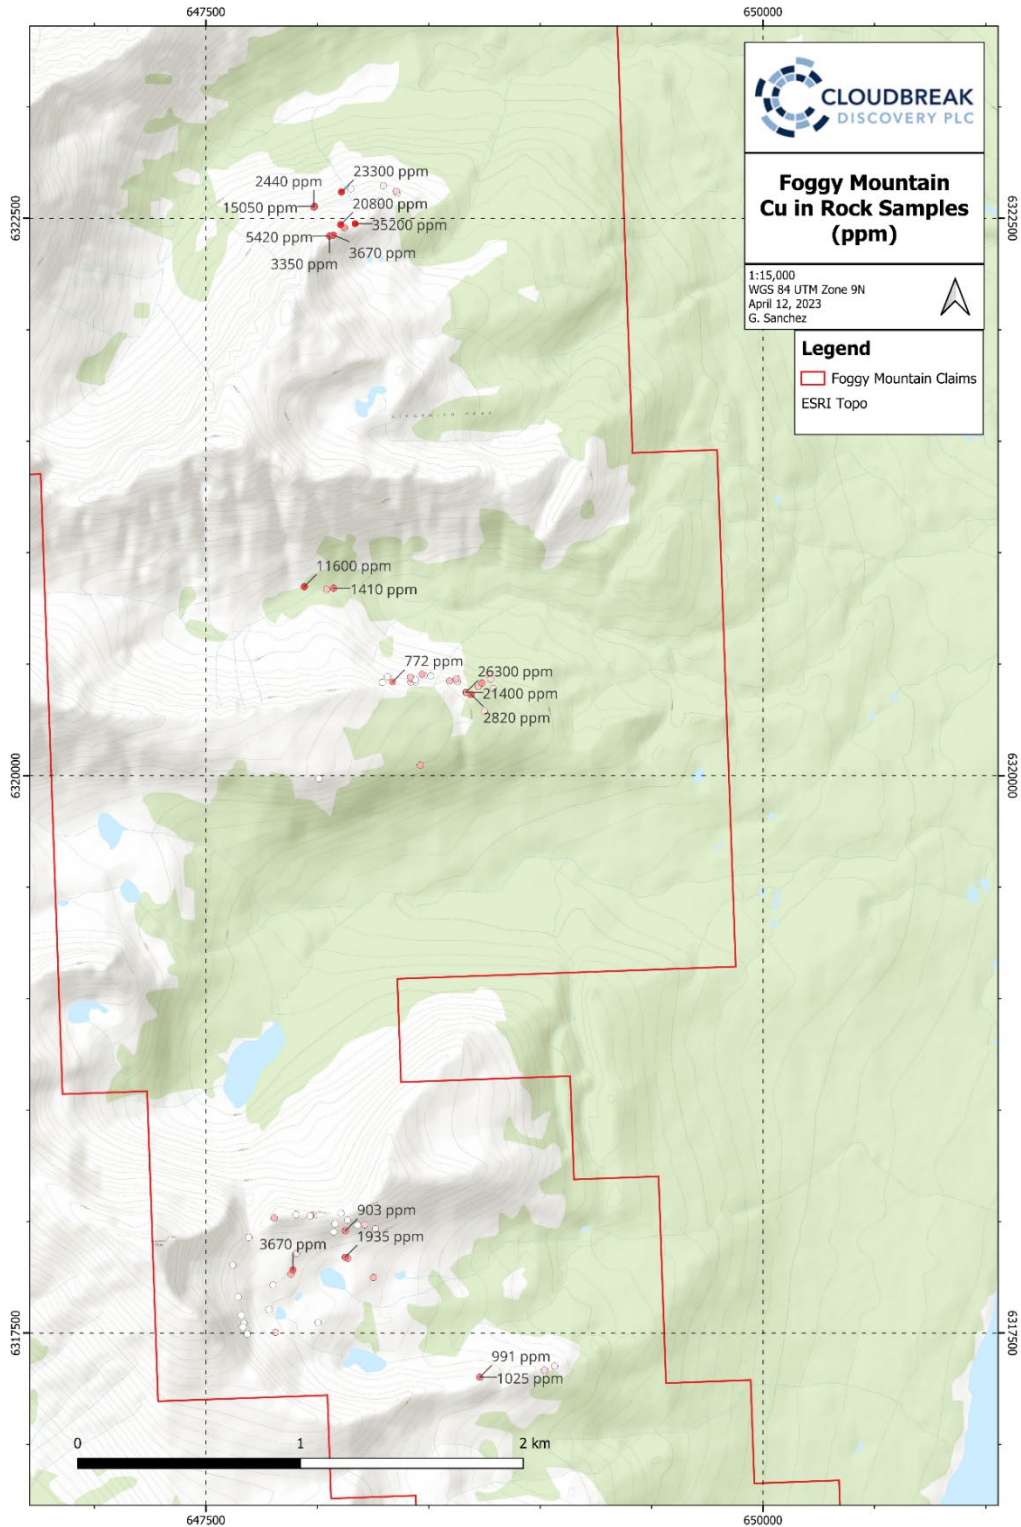 647500
650000
CLOUDBREAK
DISCOVERY PLC
Foggy Mountain
Cu in Rock Samples
(ppm)
1:15,000
WGS 84 UTM Zone 9N
April 12, 2023
G. Sanchez
Legend
Foggy Mountain Claims
ESRI Topo
2440 ppm
23300 ppm
15050 ppm
20800 ppm
35200 ppm
5420 ppm
3670 ppm
3350 ppm
6322500
6322500
11600 ppm
1410 ppm
772 ppm
26300 ppm
21400 ppm
2820 ppm
6320000
6320000
903 ppm
1935 ppm
3670 ppm
6317500
6317500
991 ppm
1025 ppm
0
1
2 km
647500
650000